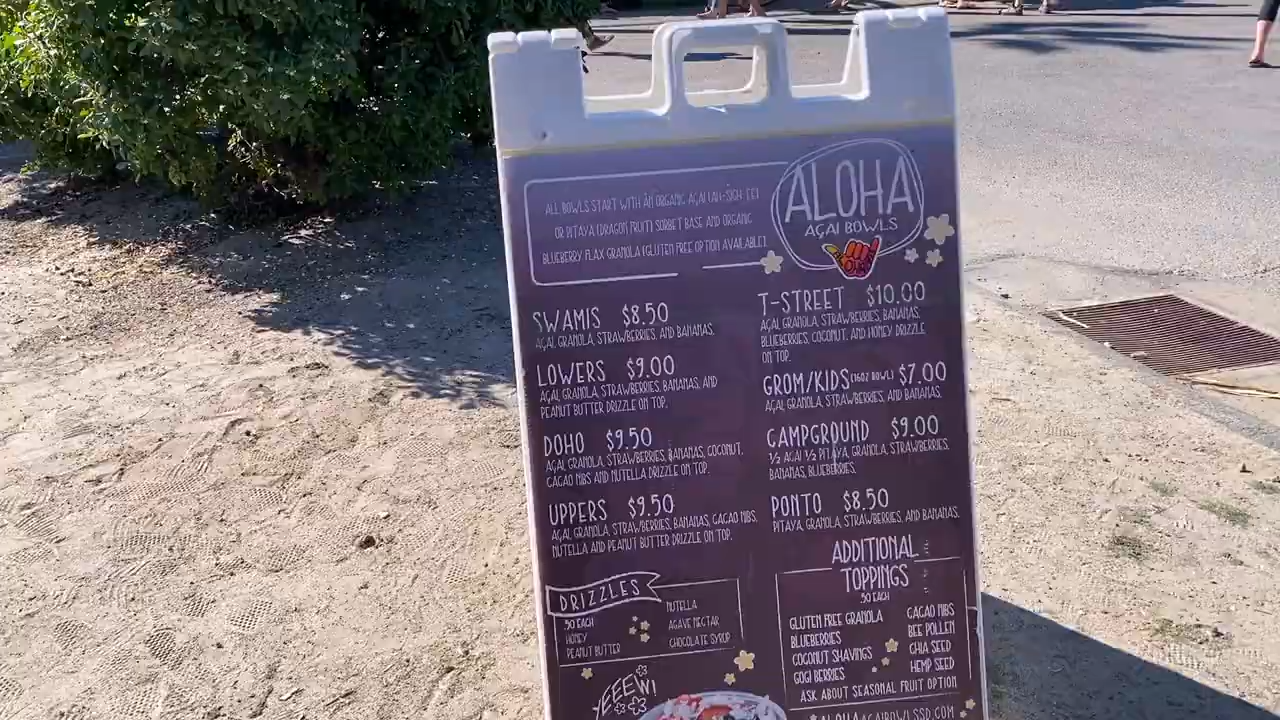 ALL BOWLS START WITH AN ORGANIC AÇAI (AH-SIGH-EE)
OR PITAYA (DRAGON FRUIT) SORBET BASE AND ORGANIC
BLUEBERRY FLAX GRANOLA (GLUTEN FREE OPTION AVAILABLE).
ALOHA
AÇAI BOWLS
SWAMIS $8.50
AÇAI, GRANOLA, STRAWBERRIES, AND BANANAS.
LOWERS $9.00
AÇAI, GRANOLA, STRAWBERRIES, BANANAS, AND
PEANUT BUTTER DRIZZLE ON TOP.
DOHO $9.50
AÇAI, GRANOLA, STRAWBERRIES, BANANAS, COCONUT,
CACAO NIBS AND NUTELLA DRIZZLE ON TOP.
UPPERS $9.50
AÇAI, GRANOLA, STRAWBERRIES, BANANAS, CACAO NIBS,
NUTELLA AND PEANUT BUTTER DRIZZLE ON TOP.
T-STREET $10.00
AÇAI, GRANOLA, STRAWBERRIES, BANANAS,
BLUEBERRIES, COCONUT, AND HONEY DRIZZLE
ON TOP.
GROM/KIDS (16OZ BOWL) $7.00
AÇAI, GRANOLA, STRAWBERRIES, AND BANANAS.
CAMPGROUND $9.00
½ AÇAI ½ PITAYA, GRANOLA, STRAWBERRIES,
BANANAS, BLUEBERRIES.
PONTO $8.50
PITAYA, GRANOLA, STRAWBERRIES, AND BANANAS.
DRIZZLES
.50 EACH
HONEY
PEANUT BUTTER
NUTELLA
AGAVE NECTAR
CHOCOLATE SYRUP
YEEEW!
ADDITIONAL
TOPPINGS
.50 EACH
GLUTEN FREE GRANOLA
BLUEBERRIES
COCONUT SHAVINGS
GOGI BERRIES
CACAO NIBS
BEE POLLEN
CHIA SEED
HEMP SEED
ASK ABOUT SEASONAL FRUIT OPTION
ALOHAACAIBOWLSSD.COM